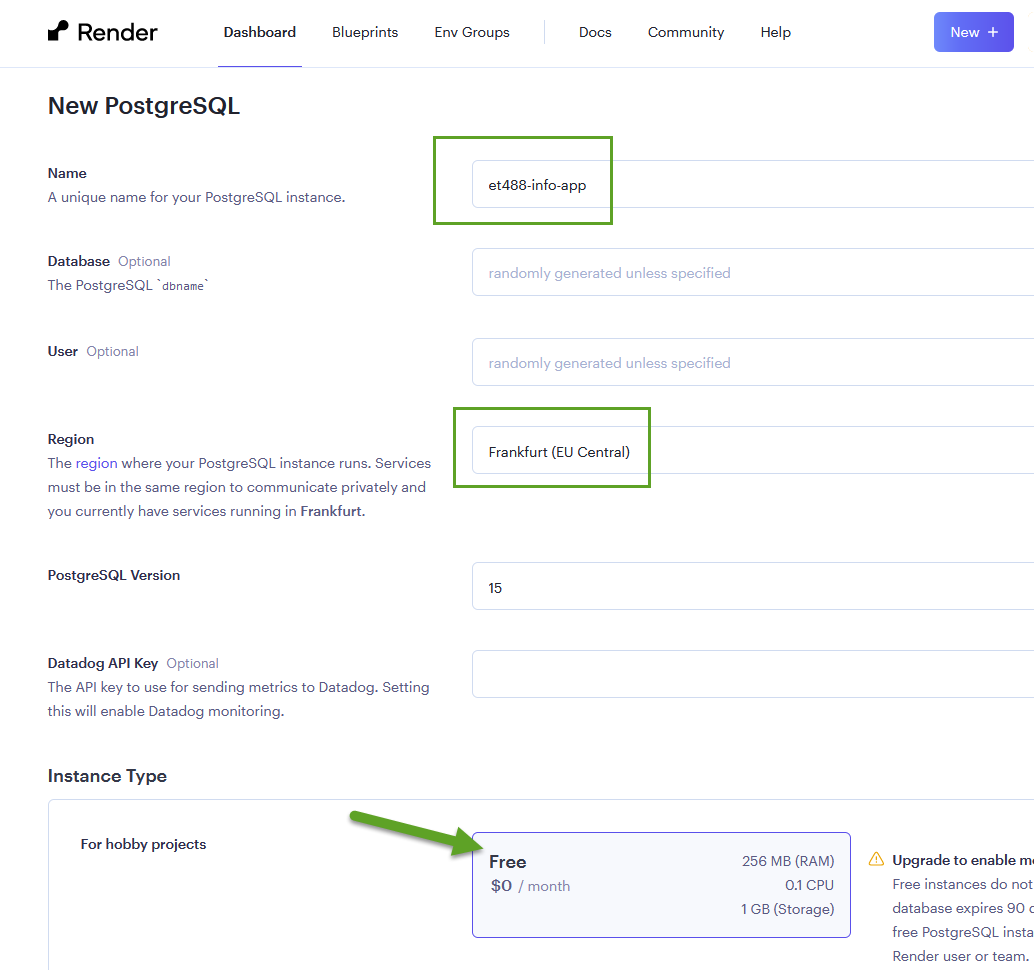 Render Dashboard Blueprints Env Groups Docs Community Help New +
New PostgreSQL
Name
A unique name for your PostgreSQL instance.
et488-info-app
Database Optional
The PostgreSQL `dbname`
randomly generated unless specified
User Optional
randomly generated unless specified
Region
The region where your PostgreSQL instance runs. Services
must be in the same region to communicate privately and
you currently have services running in Frankfurt.
Frankfurt (EU Central)
PostgreSQL Version
15
Datadog API Key Optional
The API key to use for sending metrics to Datadog. Setting
this will enable Datadog monitoring.
Instance Type
For hobby projects
Free
$0 / month
256 MB (RAM)
0.1 CPU
1 GB (Storage)
Upgrade to enable
Free instances do not
database expires 90
free PostgreSQL
Render user or team.